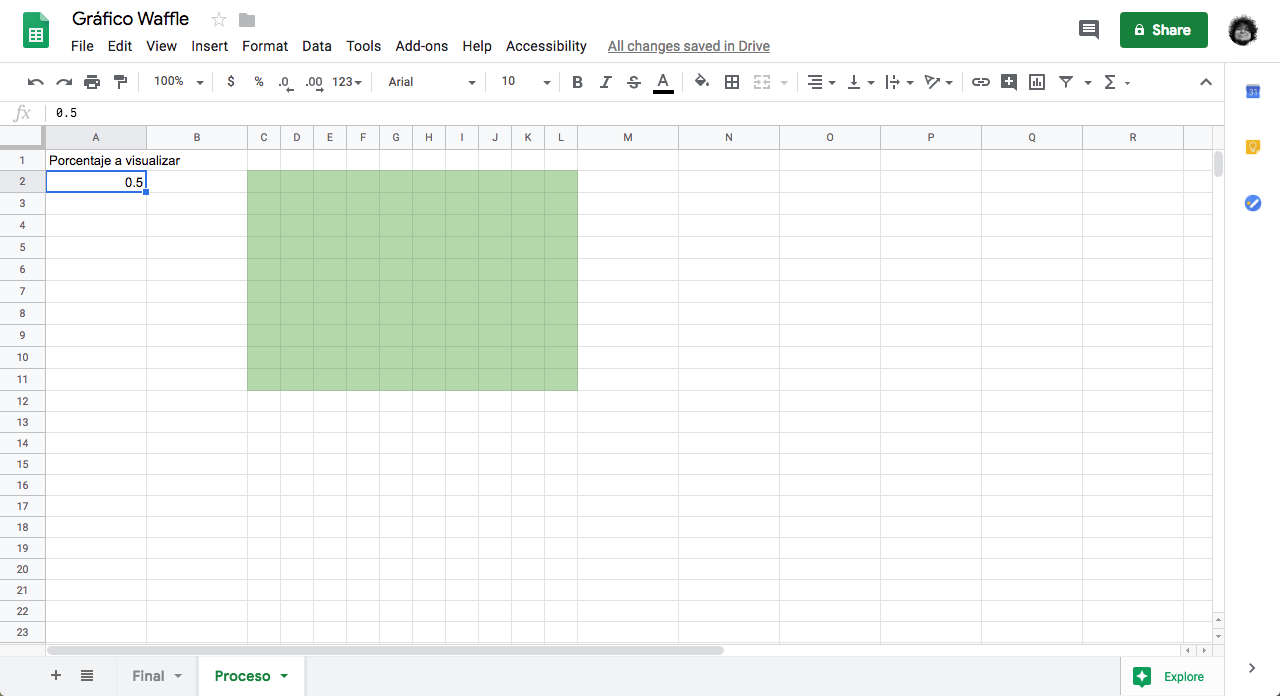 Gráfico Waffle
File Edit View Insert Format Data Tools Add-ons Help Accessibility All changes saved in Drive
Share
100% $ % .0 .00 123 Arial 10 B I S A Σ
31
fx 0.5
A B C D E F G H I J K L M N O P Q R
1 Porcentaje a visualizar
2 0.5
3
4
5
6
7
8
9
10
11
12
13
14
15
16
17
18
19
20
21
22
23
+ Final Proceso Explore